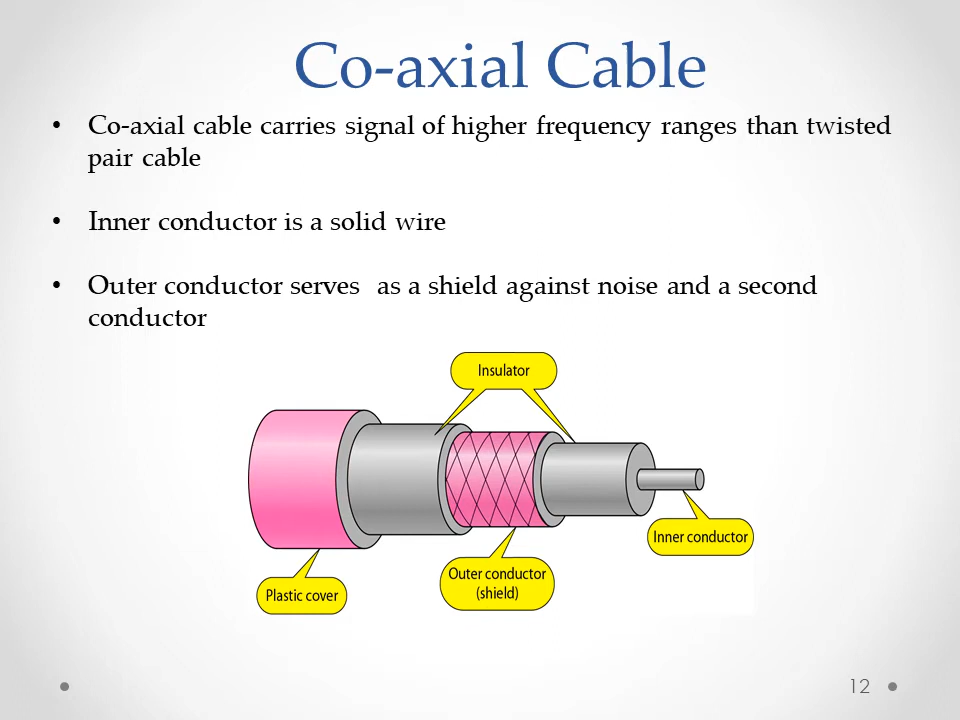 Co-axial Cable
• Co-axial cable carries signal of higher frequency ranges than twisted
pair cable
• Inner conductor is a solid wire
• Outer conductor serves as a shield against noise and a second
conductor
Insulator
Inner conductor
Outer conductor
(shield)
Plastic cover
12